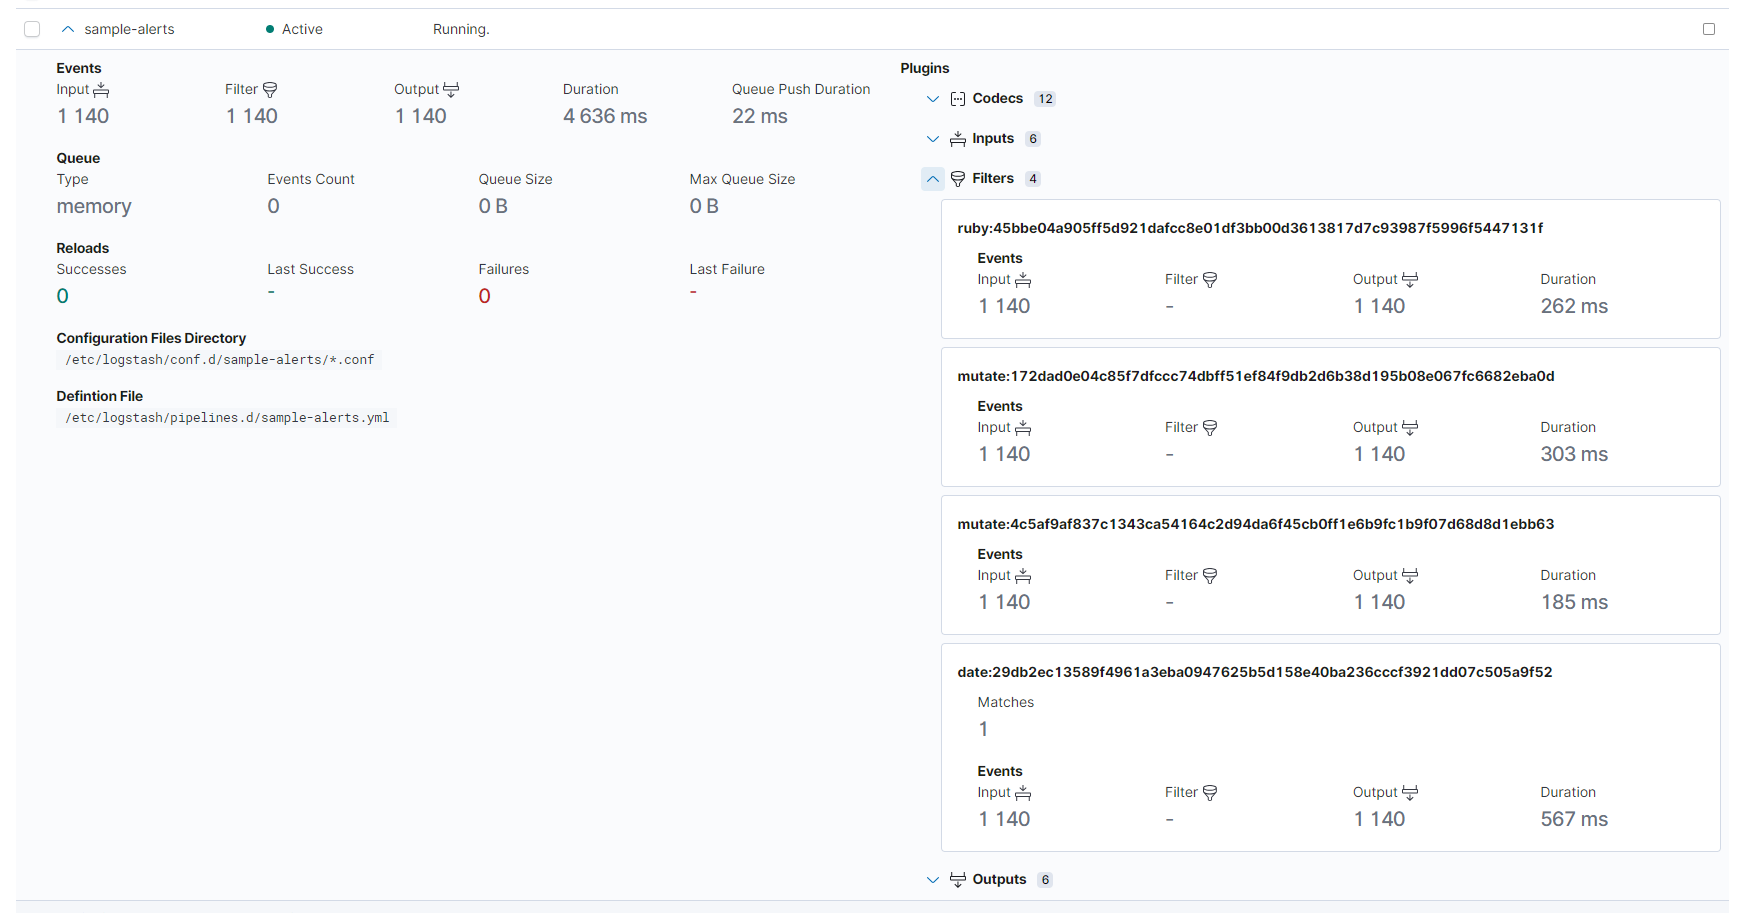 sample-alerts Active Running.
Events
Input Filter Output Duration Queue Push Duration
1 140 1 140 1 140 4 636 ms 22 ms
Queue
Type Events Count Queue Size Max Queue Size
memory 0 0 B 0 B
Reloads
Successes Last Success Failures Last Failure
0 - 0 -
Configuration Files Directory
/etc/logstash/conf.d/sample-alerts/*.conf
Defintion File
/etc/logstash/pipelines.d/sample-alerts.yml
Plugins
Codecs 12
Inputs 6
Filters 4
ruby:45bbe04a905ff5d921dafcc8e01df3bb00d3613817d7c93987f5996f5447131f
Events
Input Filter Output Duration
1 140 - 1 140 262 ms
mutate:172dad0e04c85f7dfccc74dbff51ef84f9db2d6b38d195b08e067fc6682eba0d
Events
Input Filter Output Duration
1 140 - 1 140 303 ms
mutate:4c5af9af837c1343ca54164c2d94da6f45cb0ff1e6b9fc1b9f07d68d8d1ebb63
Events
Input Filter Output Duration
1 140 - 1 140 185 ms
date:29db2ec13589f4961a3eba0947625b5d158e40ba236cccf3921dd07c505a9f52
Matches
1
Events
Input Filter Output Duration
1 140 - 1 140 567 ms
Outputs 6